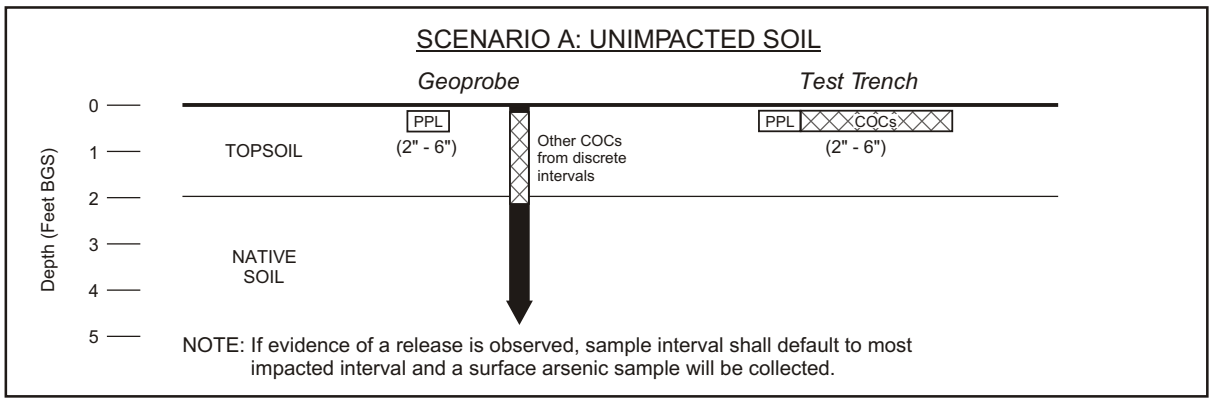 SCENARIO A: UNIMPACTED SOIL
Geoprobe
Test Trench
Depth (Feet BGS)
0
1
2
3
4
5
TOPSOIL
NATIVE
SOIL
PPL
(2" - 6")
Other COCs
from discrete
intervals
PPL
COCs
(2" - 6")
NOTE: If evidence of a release is observed, sample interval shall default to most
impacted interval and a surface arsenic sample will be collected.